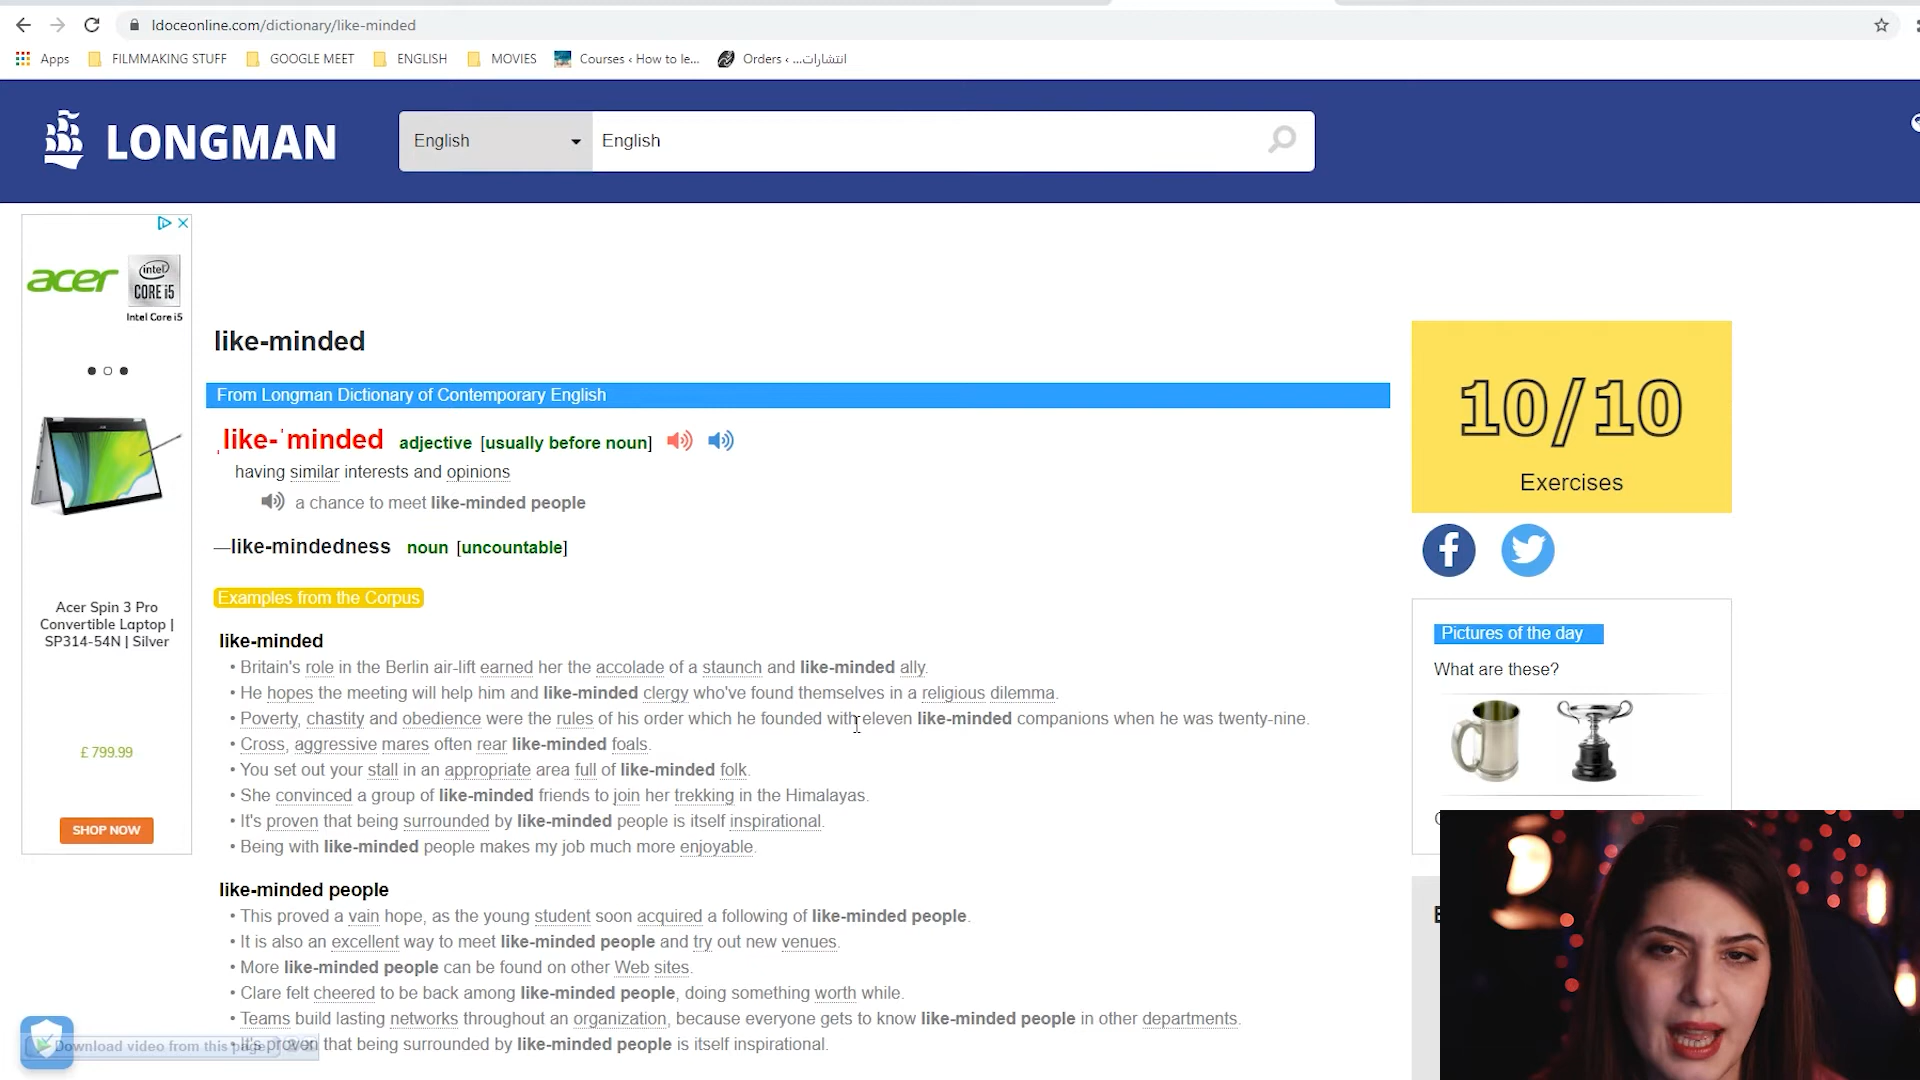 ldoceonline.com/dictionary/like-minded
Apps FILMMAKING STUFF GOOGLE MEET ENGLISH MOVIES Courses ‹ How to le... Orders ‹ ...انتشارات
LONGMAN
English English
acer
intel
CORE i5
Intel Core i5
Acer Spin 3 Pro
Convertible Laptop |
SP314-54N | Silver
£ 799.99
SHOP NOW
like-minded
From Longman Dictionary of Contemporary English
ˌlike-ˈminded adjective [usually before noun]
having similar interests and opinions
a chance to meet like-minded people
—like-mindedness noun [uncountable]
Examples from the Corpus
like-minded
• Britain's role in the Berlin air-lift earned her the accolade of a staunch and like-minded ally.
• He hopes the meeting will help him and like-minded clergy who've found themselves in a religious dilemma.
• Poverty, chastity and obedience were the rules of his order which he founded with eleven like-minded companions when he was twenty-nine.
• Cross, aggressive mares often rear like-minded foals.
• You set out your stall in an appropriate area full of like-minded folk.
• She convinced a group of like-minded friends to join her trekking in the Himalayas.
• It's proven that being surrounded by like-minded people is itself inspirational.
• Being with like-minded people makes my job much more enjoyable.
like-minded people
• This proved a vain hope, as the young student soon acquired a following of like-minded people.
• It is also an excellent way to meet like-minded people and try out new venues.
• More like-minded people can be found on other Web sites.
• Clare felt cheered to be back among like-minded people, doing something worth while.
• Teams build lasting networks throughout an organization, because everyone gets to know like-minded people in other departments.
• It's proven that being surrounded by like-minded people is itself inspirational.
Download video from this page
10/10
Exercises
Pictures of the day
What are these?